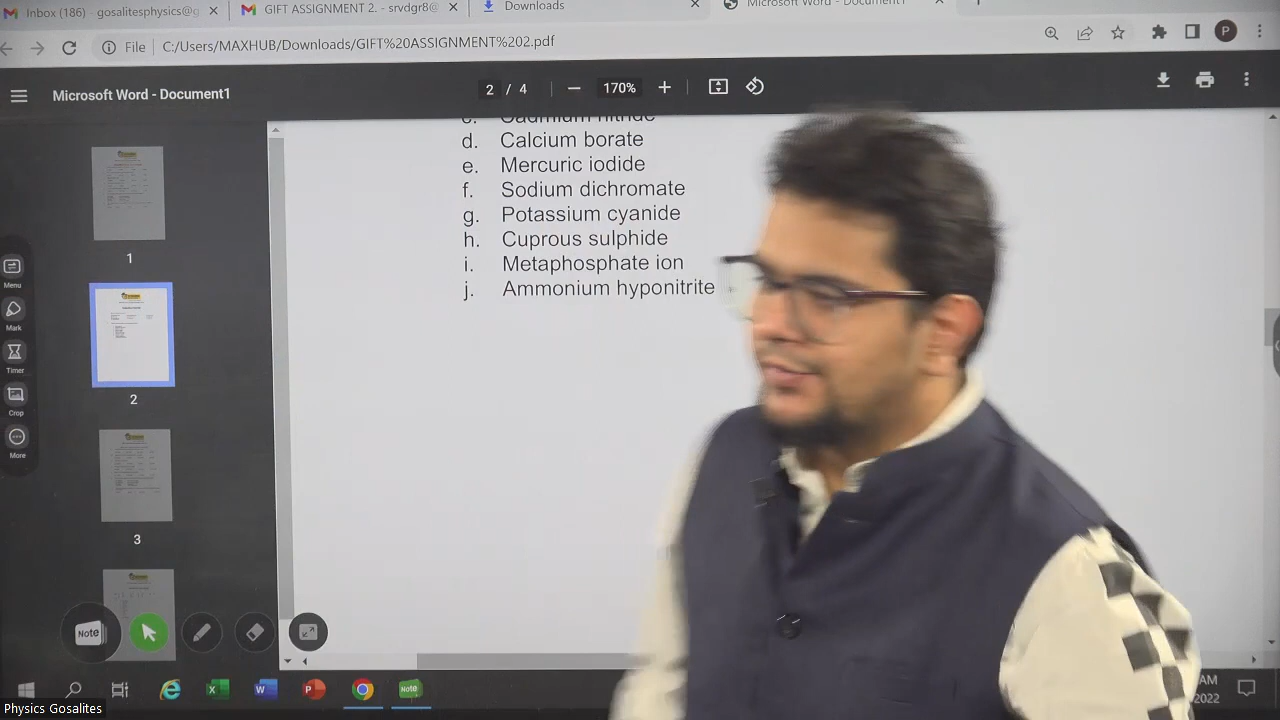 Inbox (186) - gosalitesphysics@g
GIFT ASSIGNMENT 2. - srvdgr8@
Downloads
Microsoft Word - Document1
File C:/Users/MAXHUB/Downloads/GIFT%20ASSIGNMENT%202.pdf
P
Microsoft Word - Document1
2 / 4
170%
c. Cadmium nitride
d. Calcium borate
e. Mercuric iodide
f. Sodium dichromate
g. Potassium cyanide
h. Cuprous sulphide
i. Metaphosphate ion
j. Ammonium hyponitrite
1
2
3
Menu
Mark
Timer
Crop
More
Note
Note
AM
2022
Physics Gosalites